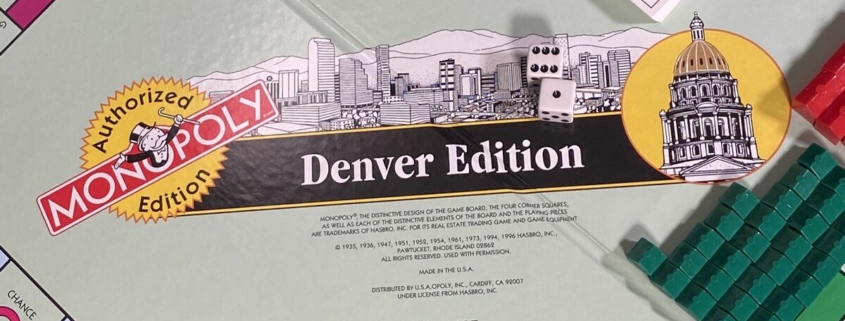 Authorized
MONOPOLY
Edition
Denver Edition
MONOPOLY®, THE DISTINCTIVE DESIGN OF THE GAME BOARD, THE FOUR CORNER SQUARES,
AS WELL AS EACH OF THE DISTINCTIVE ELEMENTS OF THE BOARD AND THE PLAYING PIECES
ARE TRADEMARKS OF HASBRO, INC. FOR ITS REAL ESTATE TRADING GAME AND GAME EQUIPMENT
© 1935, 1936, 1947, 1951, 1952, 1954, 1961, 1973, 1994, 1996 HASBRO, INC.,
PAWTUCKET, RHODE ISLAND 02862
ALL RIGHTS RESERVED. USED WITH PERMISSION.
MADE IN THE U.S.A.
DISTRIBUTED BY U.S.A.OPOLY, INC., CARDIFF, CA 92007
UNDER LICENSE FROM HASBRO, INC.
CHANCE